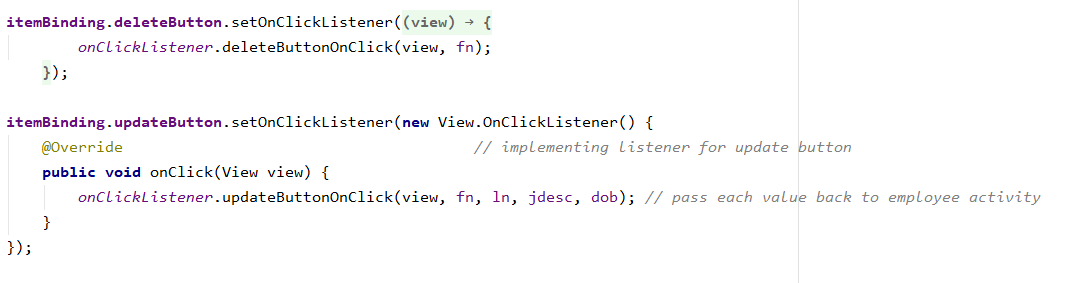 itemBinding.deleteButton.setOnClickListener((view) → {
        onClickListener.deleteButtonOnClick(view, fn);
    });
itemBinding.updateButton.setOnClickListener(new View.OnClickListener() {
    @Override                                       // implementing listener for update button
    public void onClick(View view) {
        onClickListener.updateButtonOnClick(view, fn, ln, jdesc, dob); // pass each value back to employee activity
    }
});